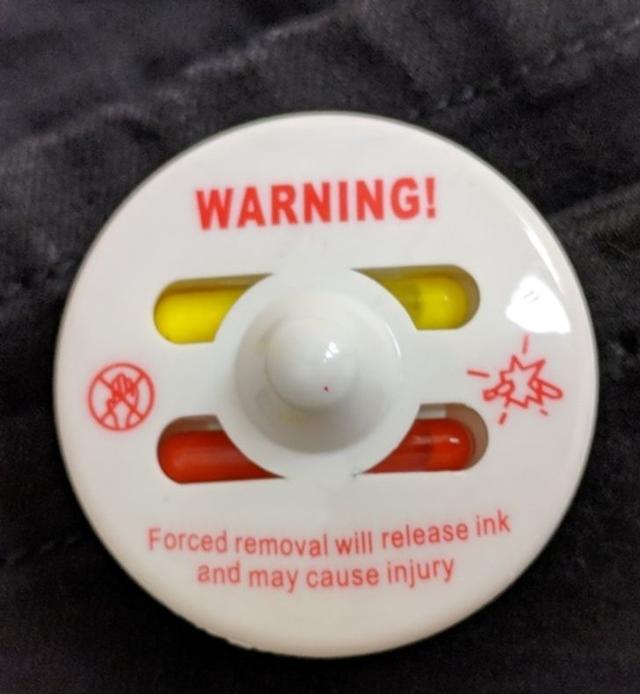 WARNING!
Forced removal will release ink
and may cause injury